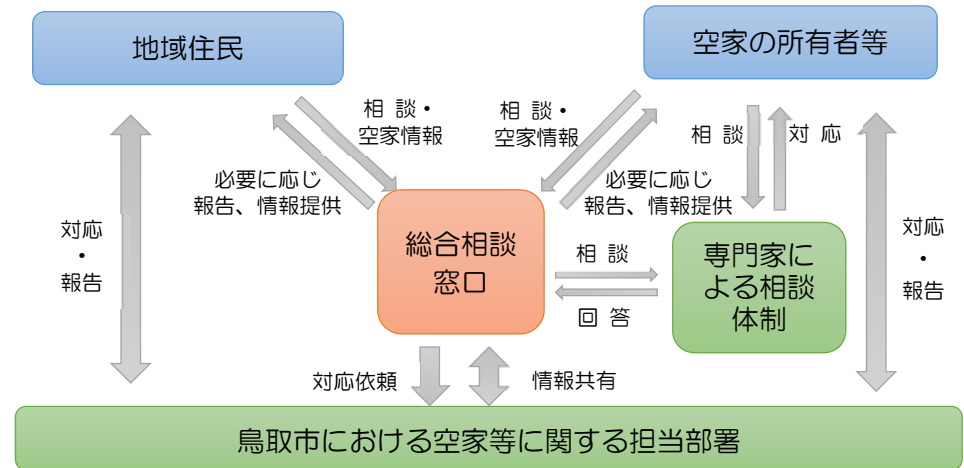 地域住民
空家の所有者等
相 談・
空家情報
必要に応じ
報告、情報提供
相 談・
空家情報
必要に応じ
報告、情報提供
相 談
対 応
対応
・
報告
総合相談
窓口
相 談
回 答
専門家に
よる相談
体制
対応
・
報告
対応依頼
情報共有
鳥取市における空家等に関する担当部署